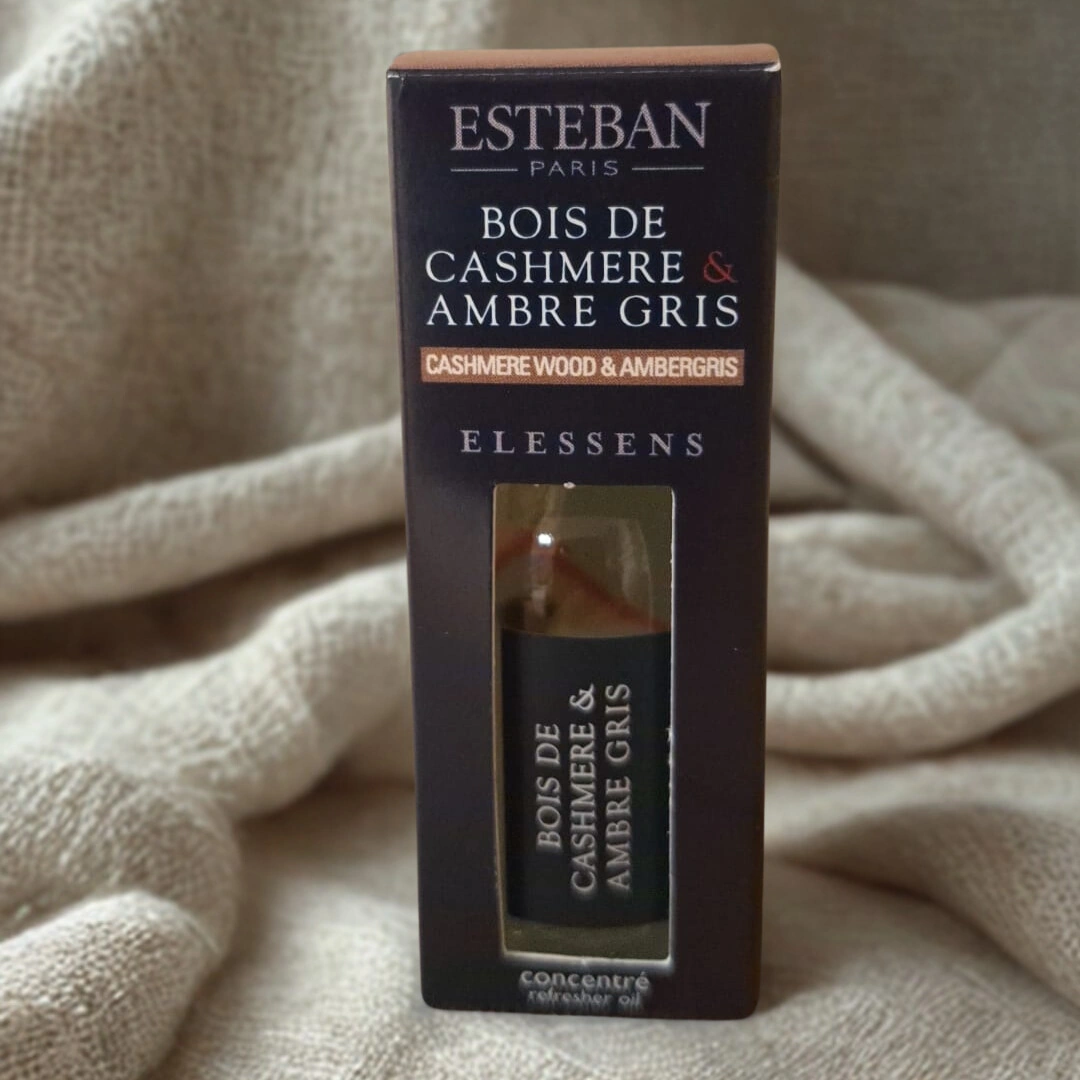 ESTEBAN
PARIS
BOIS DE
CASHMERE &
AMBRE GRIS
CASHMERE WOOD & AMBERGRIS
ELESSENS
BOIS DE
CASHMERE &
AMBRE GRIS
concentré
refresher oil